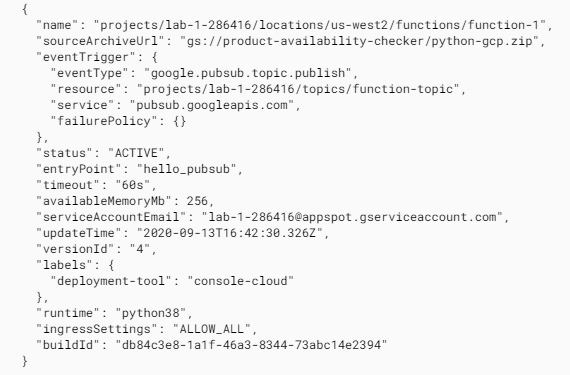 {
"name": "projects/lab-1-286416/locations/us-west2/functions/function-1",
"sourceArchiveUrl": "gs://product-availability-checker/python-gcp.zip",
"eventTrigger": {
"eventType": "google.pubsub.topic.publish",
"resource": "projects/lab-1-286416/topics/function-topic",
"service": "pubsub.googleapis.com",
"failurePolicy": {}
},
"status": "ACTIVE",
"entryPoint": "hello_pubsub",
"timeout": "60s",
"availableMemoryMb": 256,
"serviceAccountEmail": "lab-1-286416@appspot.gserviceaccount.com",
"updateTime": "2020-09-13T16:42:30.326Z",
"versionId": "4",
"labels": {
"deployment-tool": "console-cloud"
},
"runtime": "python38",
"ingressSettings": "ALLOW_ALL",
"buildId": "db84c3e8-1a1f-46a3-8344-73abc14e2394"
}